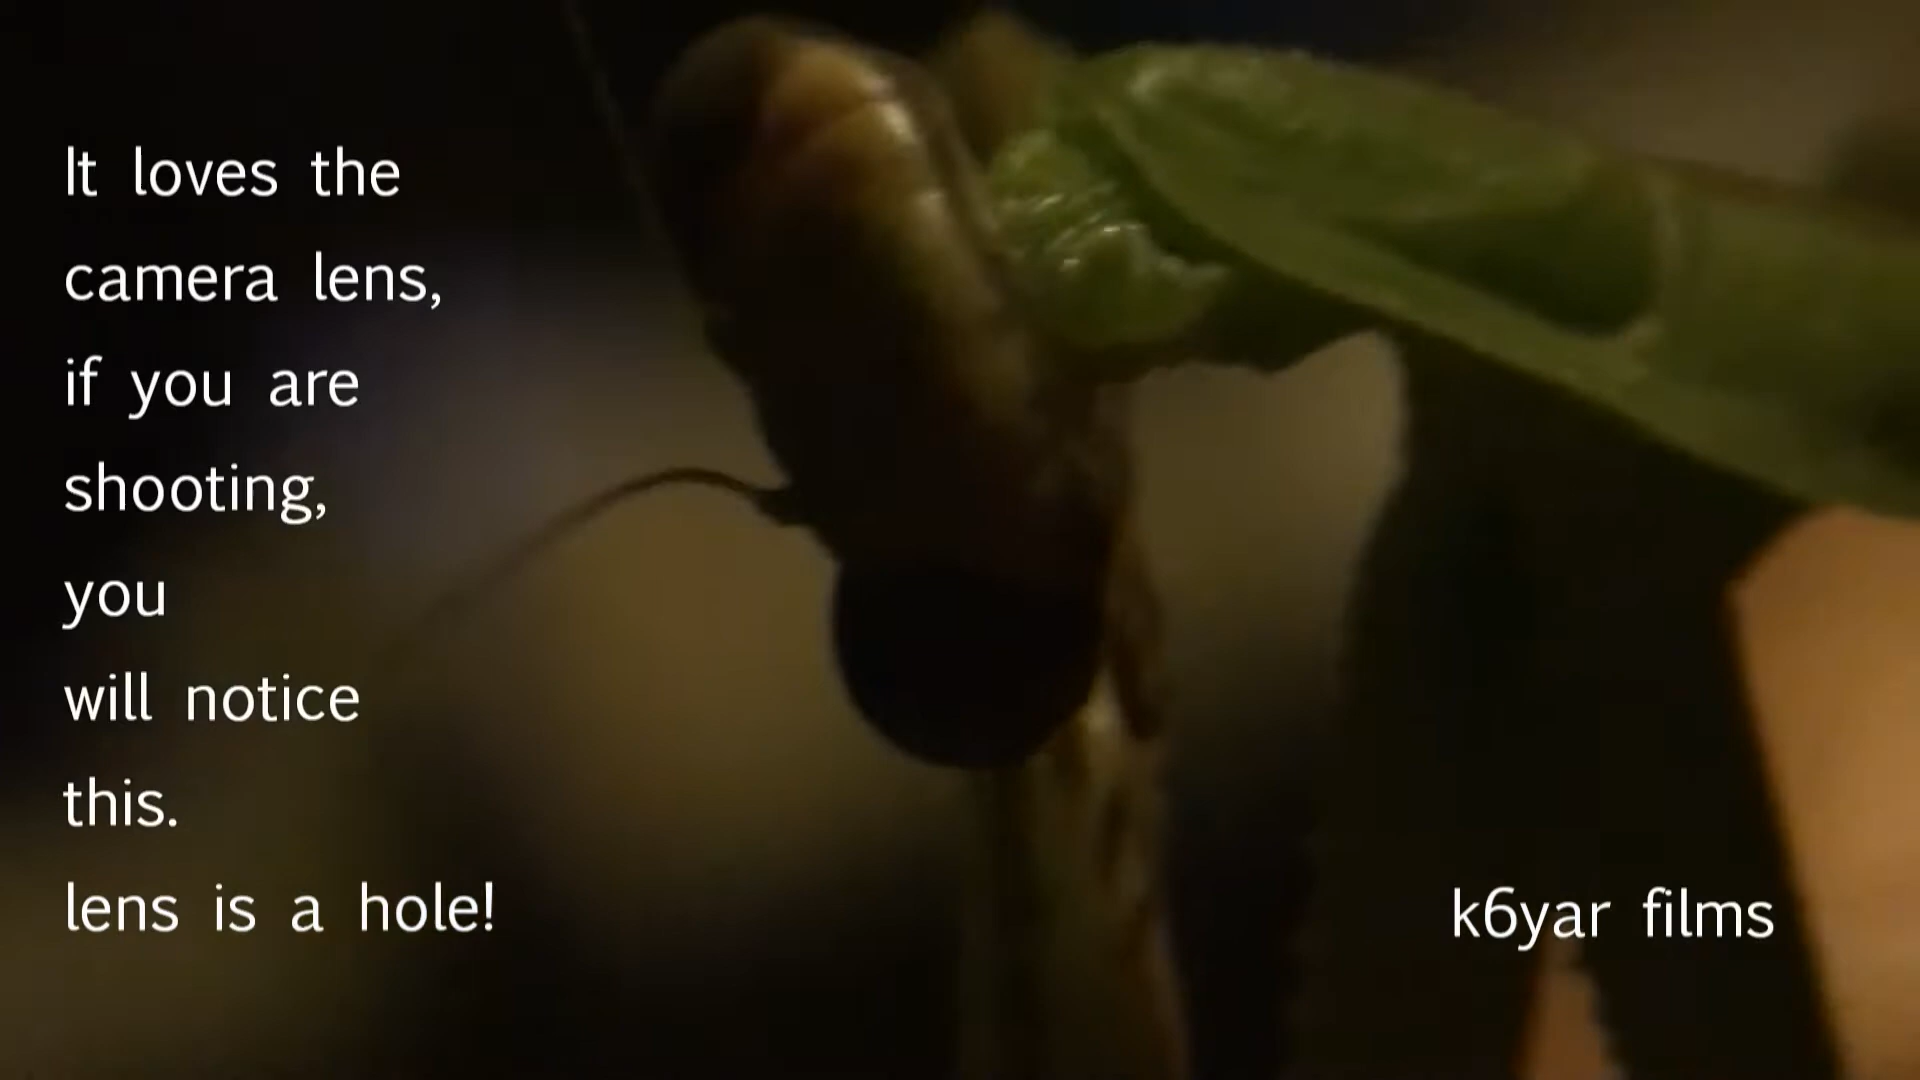 It loves the
camera lens,
if you are
shooting,
you
will notice
this.
lens is a hole!
k6yar films